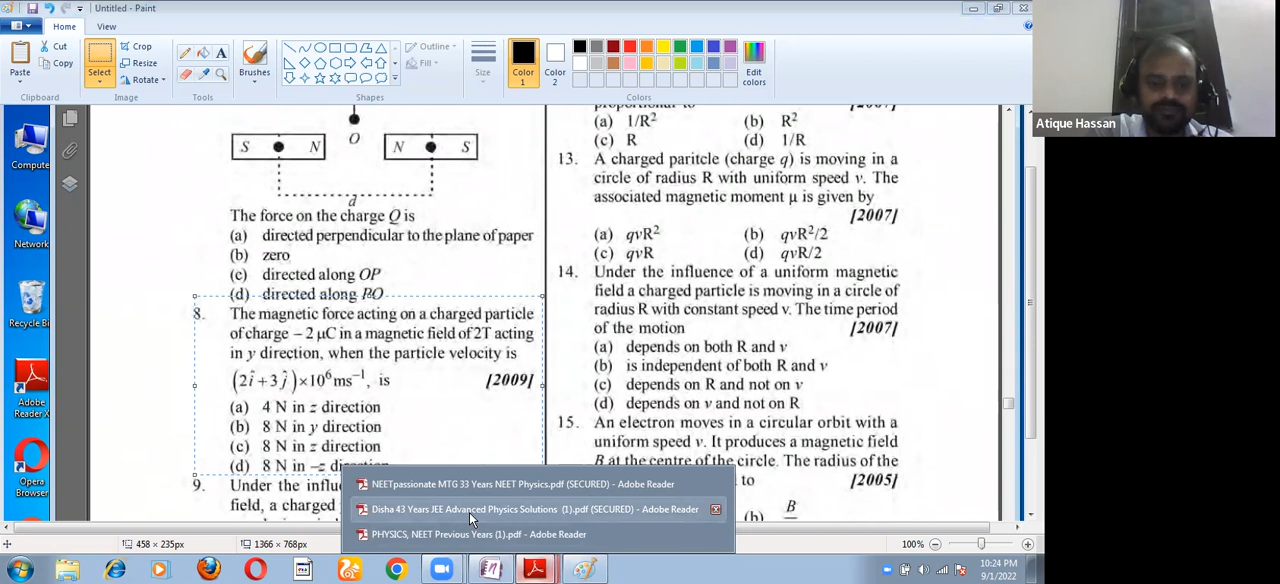 Untitled - Paint
Home
View
Paste
Cut
Copy
Clipboard
Select
Crop
Resize
Rotate
Image
Tools
Brushes
Shapes
Outline
Fill
Size
Color 1
Color 2
Edit colors
Colors
Atique Hassan
Comput
Network
Recycle Bi
Adobe
Reader X
Opera
Browser
O
S N
N S
d
The force on the charge Q is
(a) directed perpendicular to the plane of paper
(b) zero
(c) directed along OP
(d) directed along PO
8. The magnetic force acting on a charged particle
of charge – 2 μC in a magnetic field of 2T acting
in y direction, when the particle velocity is
(2î + 3ĵ) × 10⁶ ms⁻¹, is [2009]
(a) 4 N in z direction
(b) 8 N in y direction
(c) 8 N in z direction
(d) 8 N in –z dire
9. Under the influ
field, a charged
proportional to [2007]
(a) 1/R² (b) R²
(c) R (d) 1/R
13. A charged paritcle (charge q) is moving in a
circle of radius R with uniform speed v. The
associated magnetic moment μ is given by
[2007]
(a) qvR² (b) qvR²/2
(c) qvR (d) qvR/2
14. Under the influence of a uniform magnetic
field a charged particle is moving in a circle of
radius R with constant speed v. The time period
of the motion [2007]
(a) depends on both R and v
(b) is independent of both R and v
(c) depends on R and not on v
(d) depends on v and not on R
15. An electron moves in a circular orbit with a
uniform speed v. It produces a magnetic field
B at the centre of the circle. The radius of the
to [2005]
(b) B
NEETpassionate MTG 33 Years NEET Physics.pdf (SECURED) - Adobe Reader
Disha 43 Years JEE Advanced Physics Solutions (1).pdf (SECURED) - Adobe Reader
PHYSICS, NEET Previous Years (1).pdf - Adobe Reader
458 × 235px
1366 × 768px
100%
10:24 PM
9/1/2022